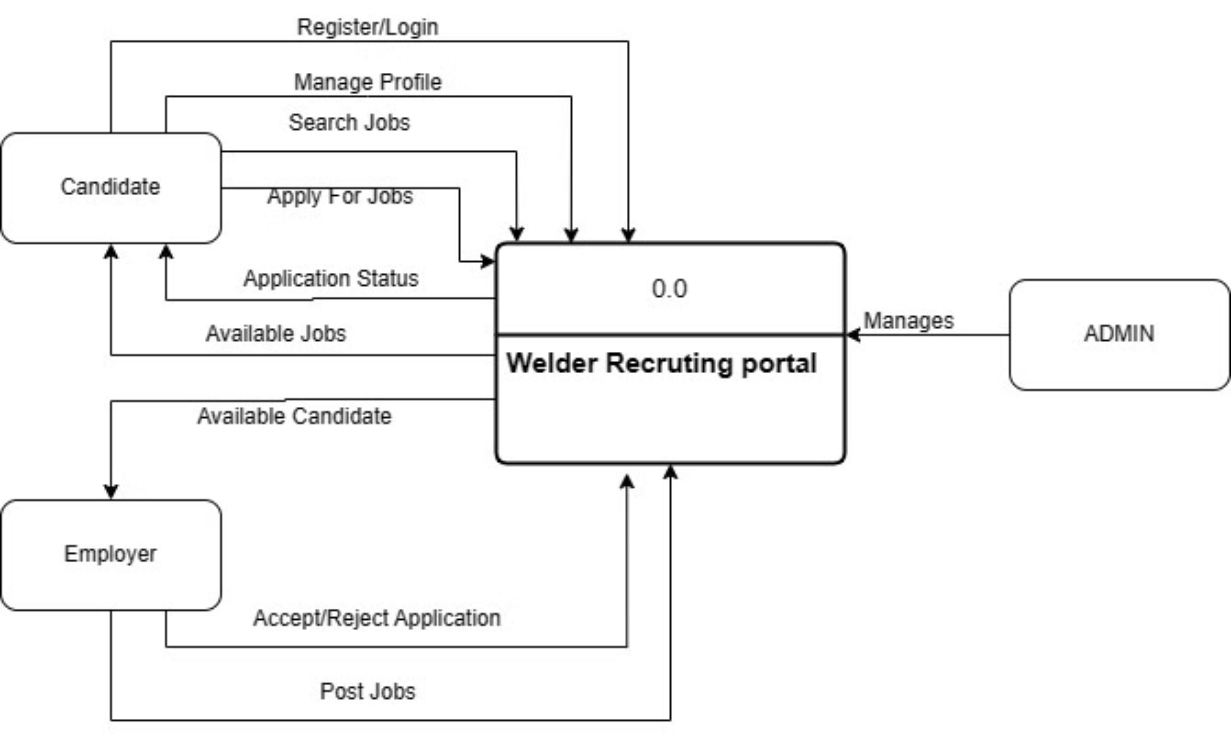 Register/Login
Manage Profile
Search Jobs
Candidate
Apply For Jobs
Application Status
0.0
Manages
ADMIN
Available Jobs
Welder Recruting portal
Available Candidate
Employer
Accept/Reject Application
Post Jobs